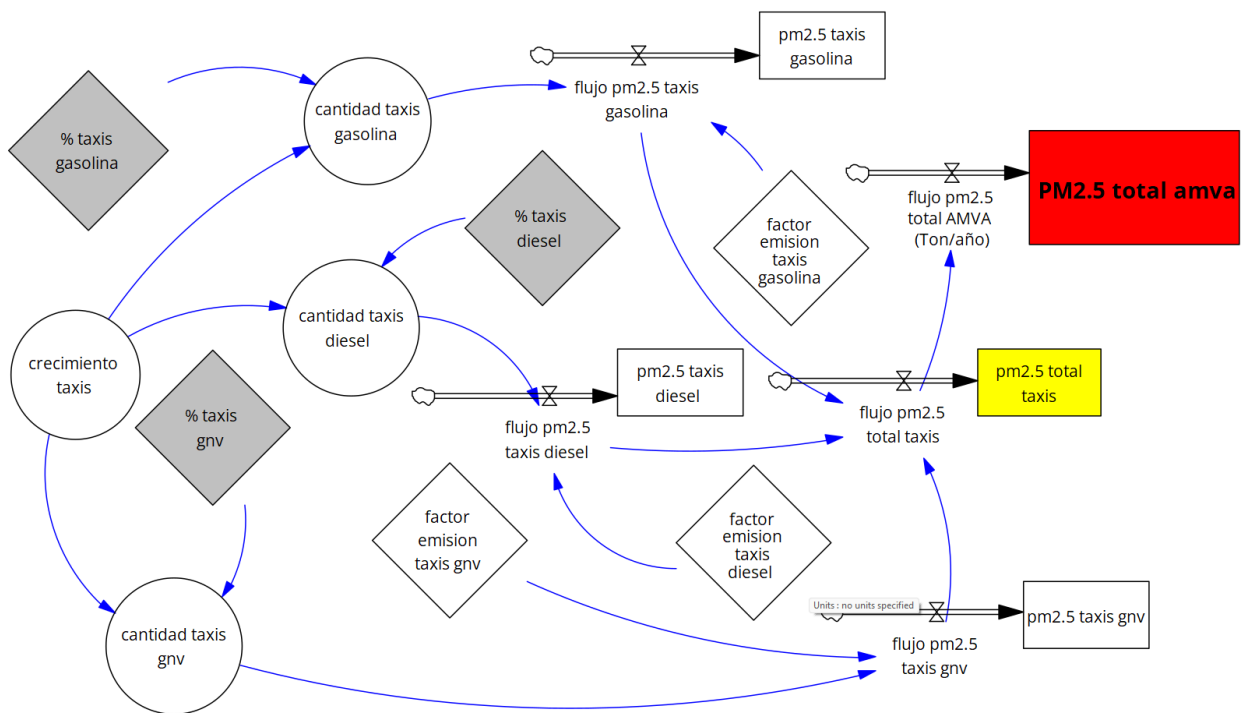 pm2.5 taxis
gasolina
flujo pm2.5 taxis
gasolina
cantidad taxis
gasolina
% taxis
gasolina
PM2.5 total amva
flujo pm2.5
total AMVA
(Ton/año)
% taxis
diesel
factor
emision
taxis
gasolina
cantidad taxis
diesel
crecimiento
taxis
pm2.5 taxis
diesel
pm2.5 total
taxis
% taxis
gnv
flujo pm2.5
total taxis
flujo pm2.5
taxis diesel
factor
emision
taxis gnv
factor
emision
taxis
diesel
Units : no units specified
pm2.5 taxis gnv
cantidad taxis
gnv
flujo pm2.5
taxis gnv